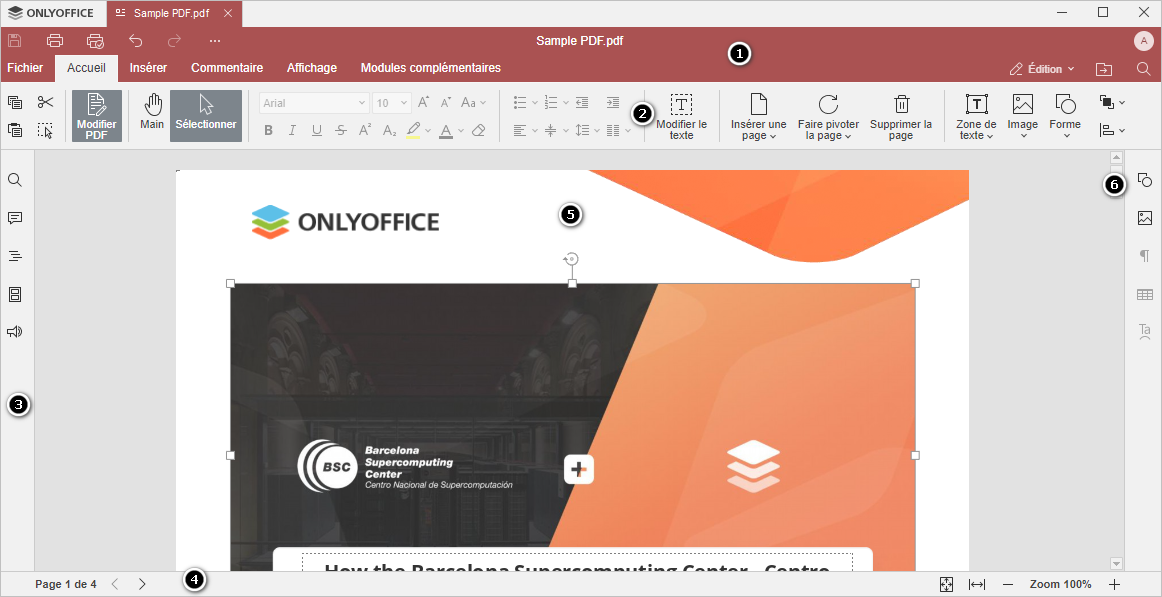 ONLYOFFICE
Sample PDF.pdf
Sample PDF.pdf
1
A
Fichier
Accueil
Insérer
Commentaire
Affichage
Modules complémentaires
Édition
Modifier
PDF
Main
Sélectionner
Arial
10
Aa
B I U S A² A₂ A
2
Modifier le
texte
Insérer une
page
Faire pivoter
la page
Supprimer la
page
Zone de
texte
Image
Forme
6
5
ONLYOFFICE
3
BSC
Barcelona
Supercomputing
Center
Centro Nacional de Supercomputación
How the Barcelona Supercomputing Center - Centro
Page 1 de 4
4
Zoom 100%